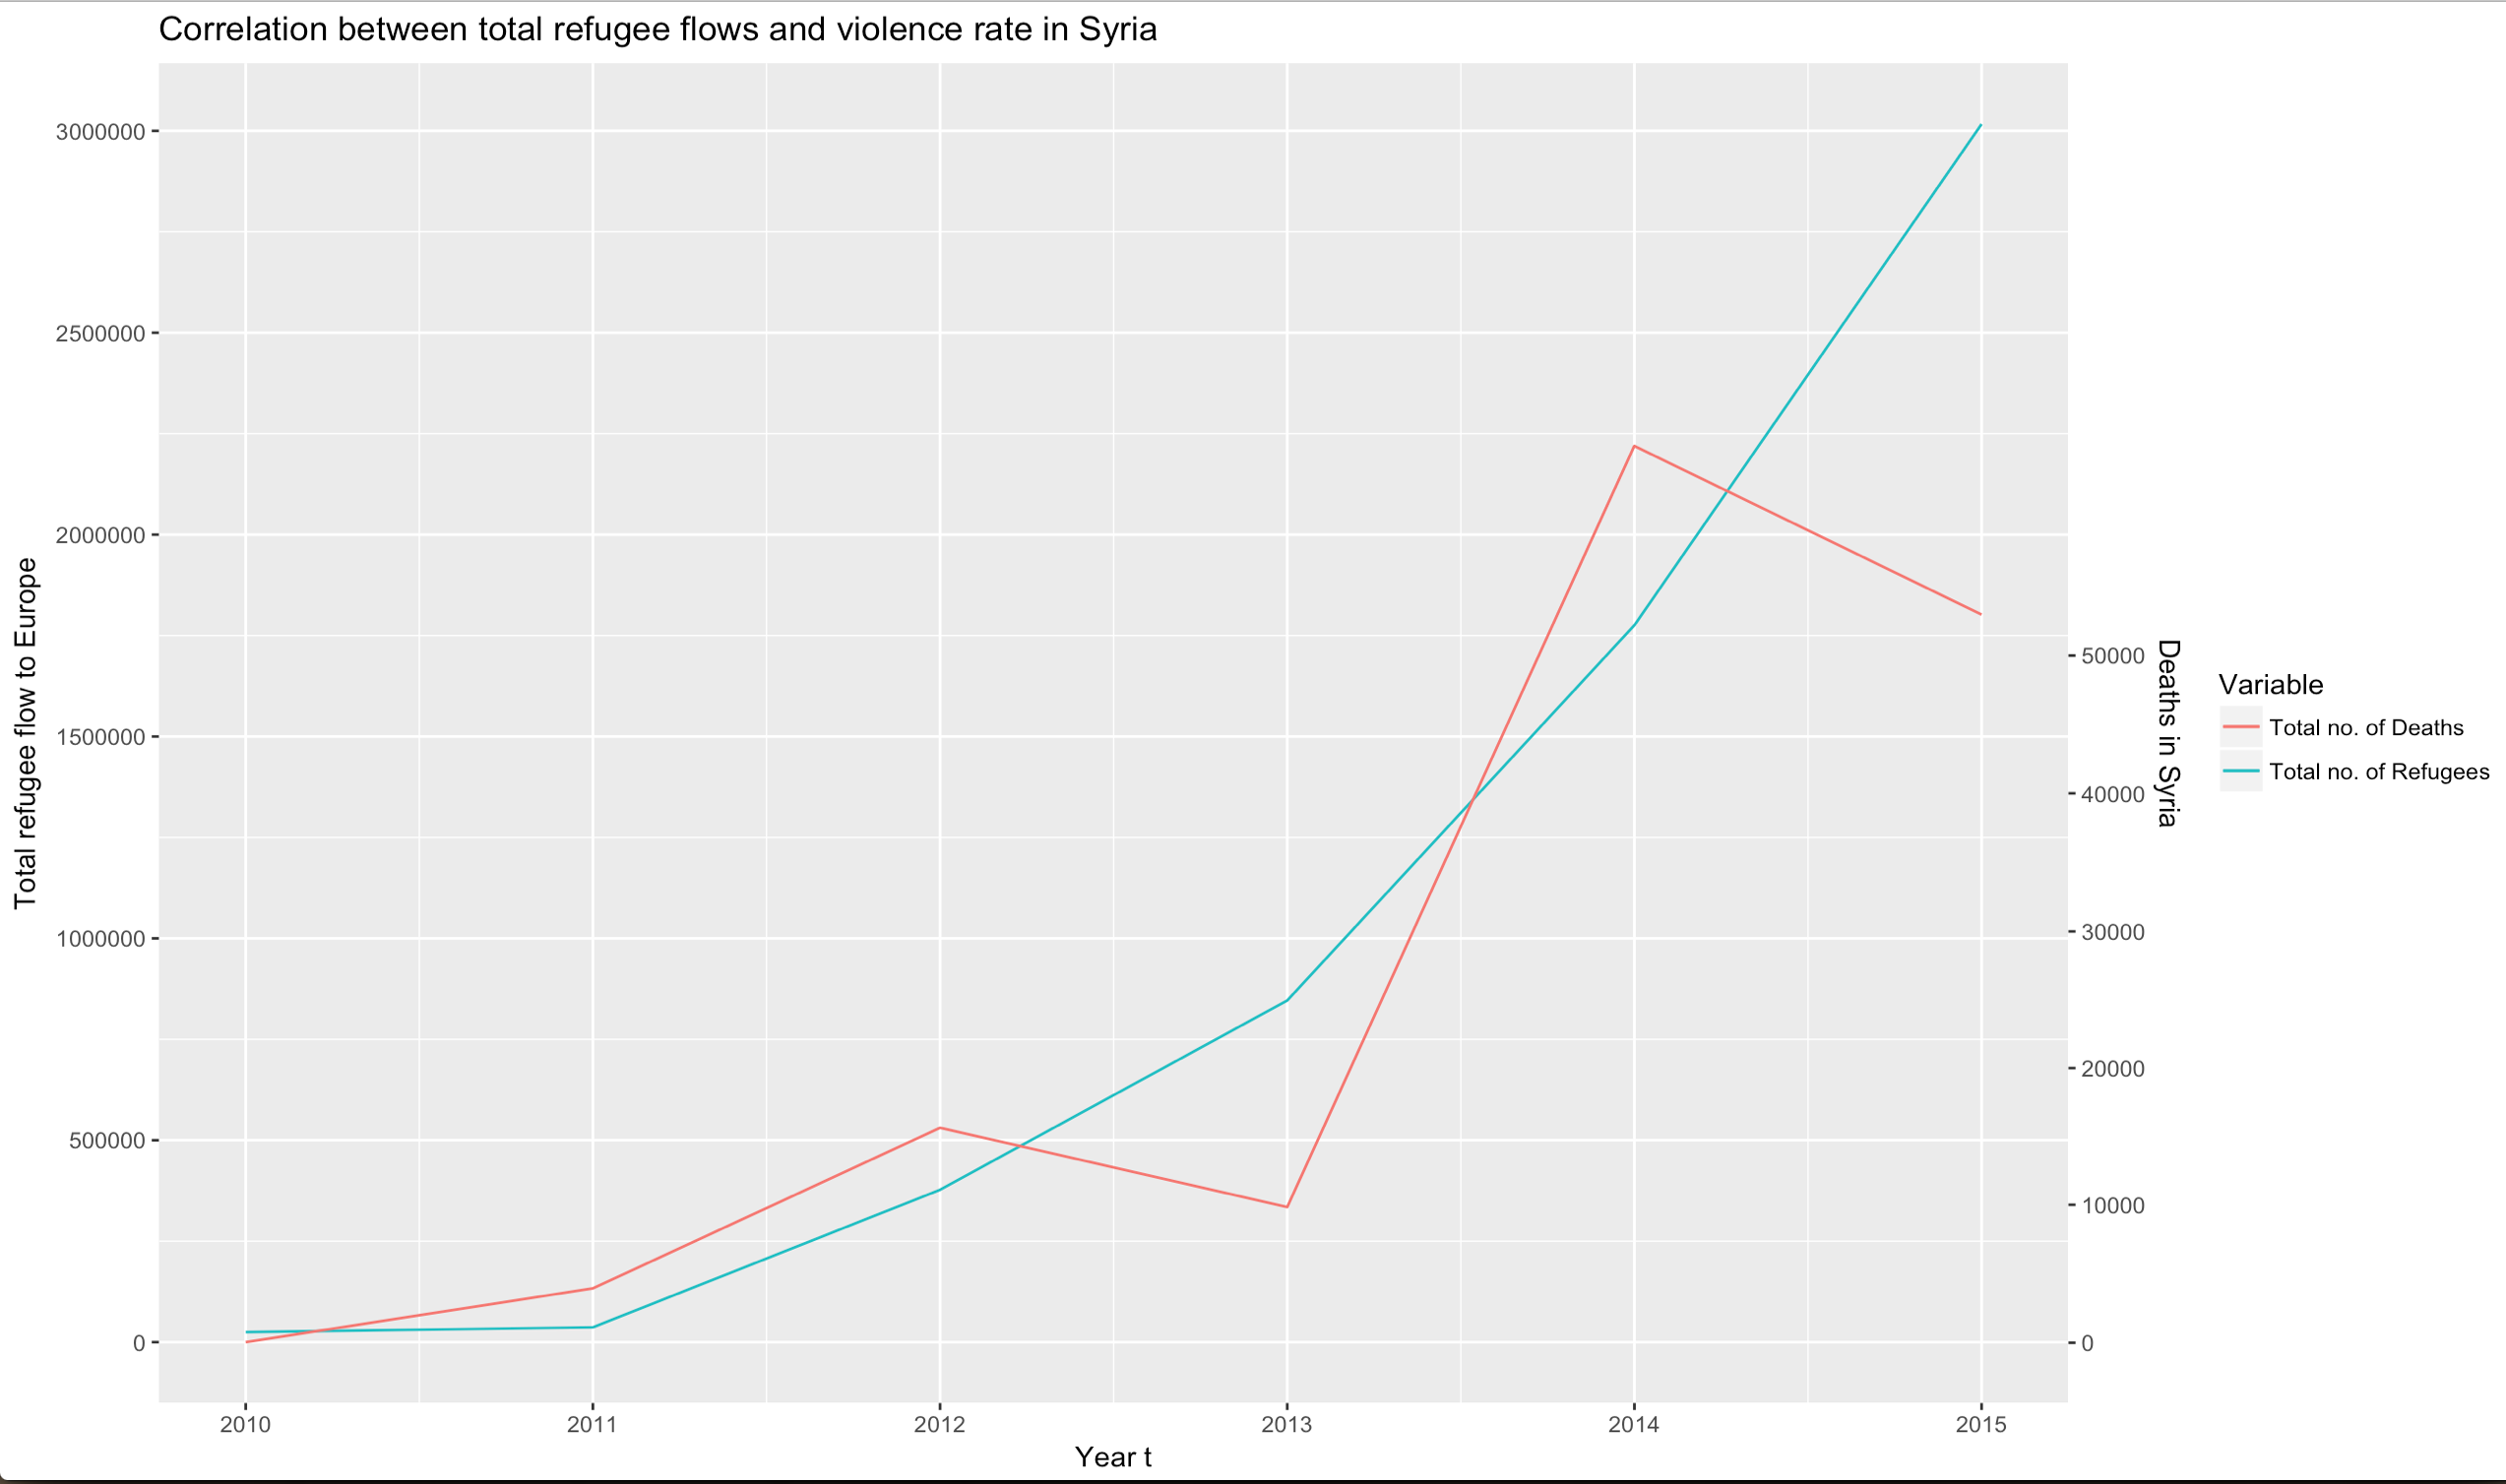 Correlation between total refugee flows and violence rate in Syria
Total refugee flow to Europe
3000000
2500000
2000000
1500000
1000000
500000
0
2010
2011
2012
2013
2014
2015
Year t
50000
40000
30000
20000
10000
0
Deaths in Syria
Variable
Total no. of Deaths
Total no. of Refugees